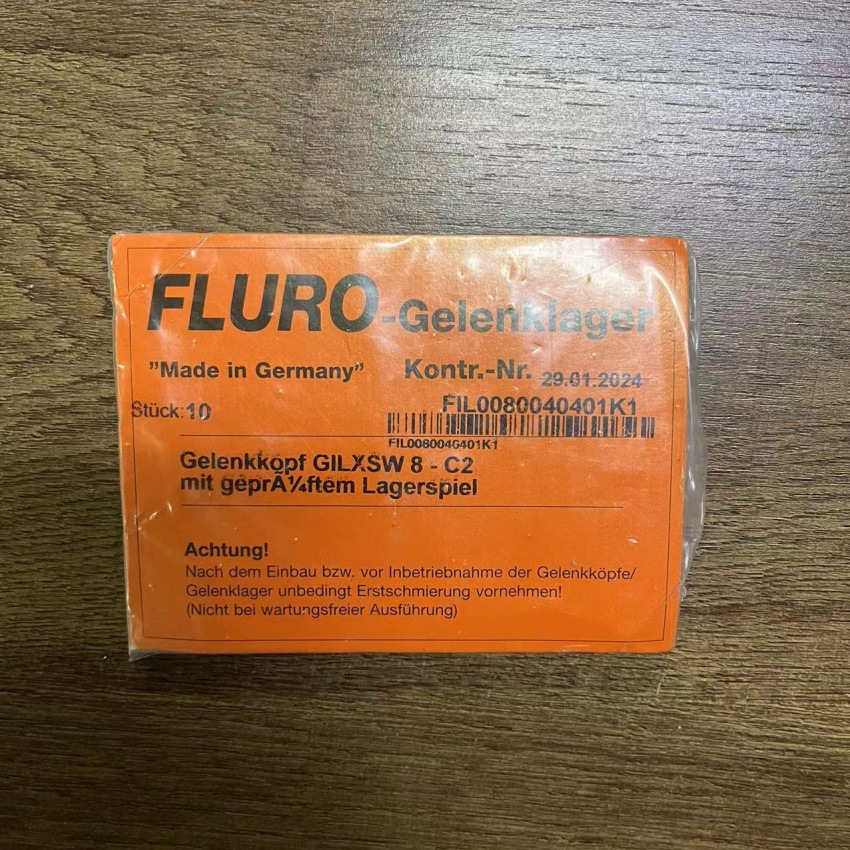 FLURO-Gelenklager
"Made in Germany" Kontr.-Nr. 29.01.2024
Stück:10 FIL0080040401K1
FIL0080040401K1
Gelenkkopf GILXSW 8 - C2
mit geprÃ¼ftem Lagerspiel
Achtung!
Nach dem Einbau bzw. vor Inbetriebnahme der Gelenkköpfe/
Gelenklager unbedingt Erstschmierung vornehmen!
(Nicht bei wartungsfreier Ausführung)